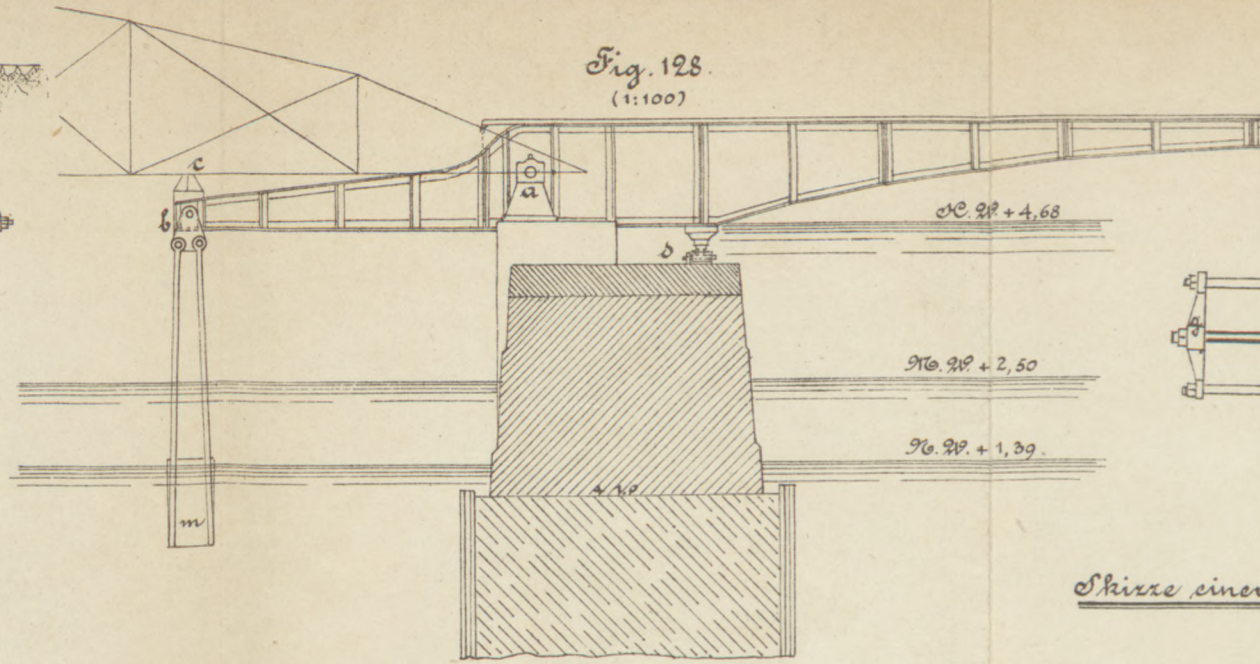 Fig. 128.
(1:100)
c
a
b
H. W. + 4,68
s
M. W. + 2,50
N. W. + 1,39.
m
Skizze einer